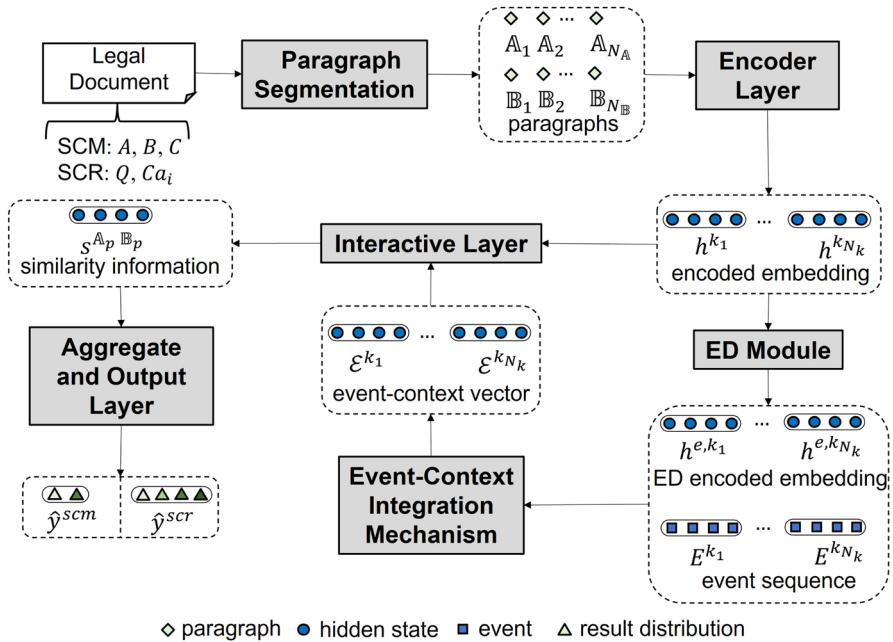 Legal
Document
SCM: A, B, C
SCR: Q, Ca_i
Paragraph
Segmentation
𝔸_1 𝔸_2 ... 𝔸_{N_𝔸}
𝔹_1 𝔹_2 ... 𝔹_{N_𝔹}
paragraphs
Encoder
Layer
s^{𝔸_p 𝔹_p}
similarity information
Interactive Layer
...
h^{k_1} h^{k_{N_k}}
encoded embedding
Aggregate
and Output
Layer
...
ℰ^{k_1} ℰ^{k_{N_k}}
event-context vector
ED Module
...
h^{e,k_1} h^{e,k_{N_k}}
ED encoded embedding
...
E^{k_1} E^{k_{N_k}}
event sequence
Event-Context
Integration
Mechanism
ŷ^{scm} ŷ^{scr}
paragraph hidden state event result distribution